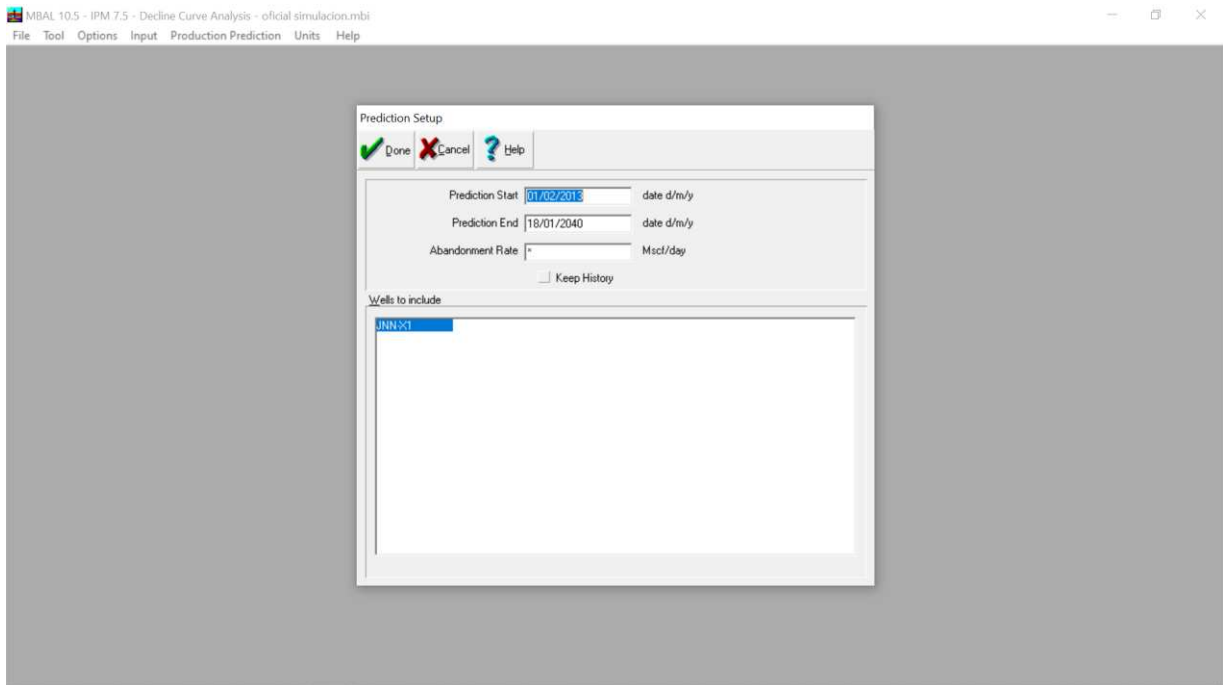 MBAL 10.5 - IPM 7.5 - Decline Curve Analysis - oficial simulacion.mbi
File Tool Options Input Production Prediction Units Help
Prediction Setup
Done Cancel Help
Prediction Start 01/02/2013 date d/m/y
Prediction End 18/01/2040 date d/m/y
Abandonment Rate * Mscf/day
Keep History
Wells to include
JNN-X1